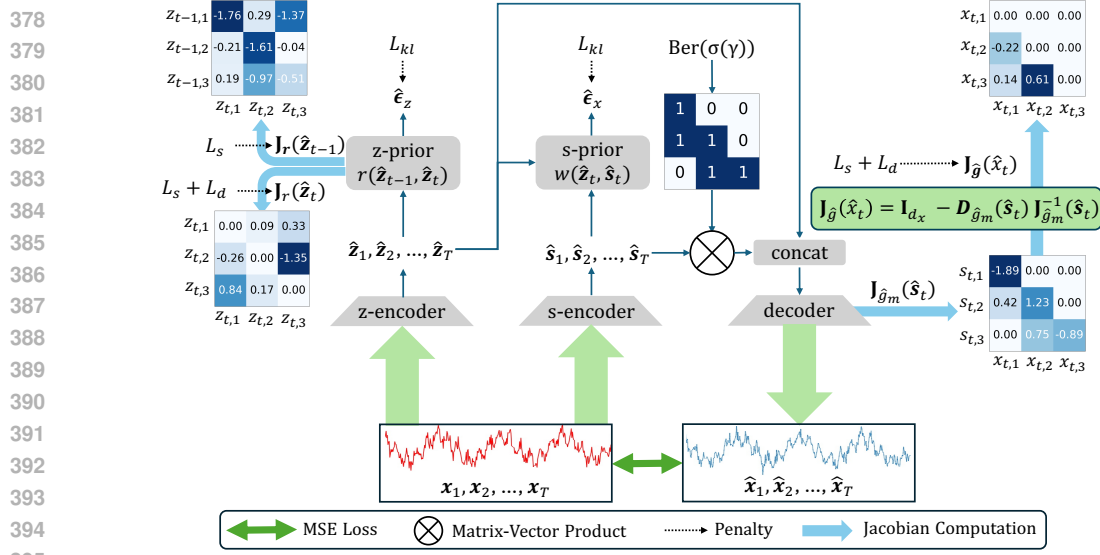 378
379
380
381
382
383
384
385
386
387
388
389
390
391
392
393
394
z_{t-1,1} -1.76 0.29 -1.37
z_{t-1,2} -0.21 -1.61 -0.04
z_{t-1,3} 0.19 -0.97 -0.51
z_{t,1} z_{t,2} z_{t,3}
L_{kl}
L_{kl}
Ber(σ(γ))
x_{t,1} 0.00 0.00 0.00
x_{t,2} -0.22 0.00 0.00
x_{t,3} 0.14 0.61 0.00
x_{t,1} x_{t,2} x_{t,3}
ϵ̂_z
ϵ̂_x
1 0 0
1 1 0
0 1 1
L_s J_r(ẑ_{t-1})
z-prior
r(ẑ_{t-1}, ẑ_t)
s-prior
w(ẑ_t, ŝ_t)
L_s + L_d J_r(ẑ_t)
L_s + L_d J_ĝ(x̂_t)
J_ĝ(x̂_t) = I_{d_x} − D_{ĝ_m}(ŝ_t) J_{ĝ_m}^{-1}(ŝ_t)
z_{t,1} 0.00 0.09 0.33
z_{t,2} -0.26 0.00 -1.35
z_{t,3} 0.84 0.17 0.00
z_{t,1} z_{t,2} z_{t,3}
ẑ_1, ẑ_2, ..., ẑ_T
ŝ_1, ŝ_2, ..., ŝ_T
concat
z-encoder
s-encoder
decoder
J_{ĝ_m}(ŝ_t)
s_{t,1} -1.89 0.00 0.00
s_{t,2} 0.42 1.23 0.00
s_{t,3} 0.00 0.75 -0.89
x_{t,1} x_{t,2} x_{t,3}
x_1, x_2, ..., x_T
x̂_1, x̂_2, ..., x̂_T
MSE Loss
Matrix-Vector Product
Penalty
Jacobian Computation